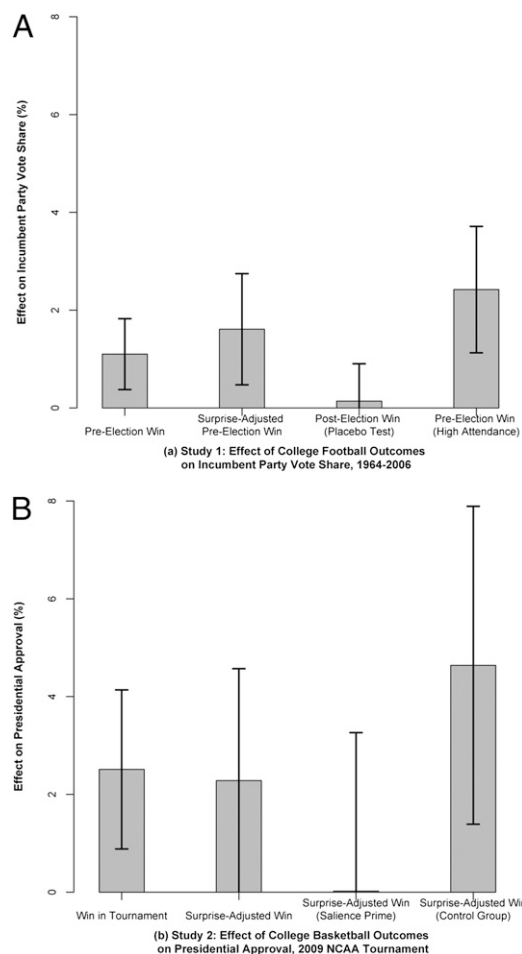 A
Effect on Incumbent Party Vote Share (%)
8
6
4
2
0
Pre-Election Win
Surprise-Adjusted
Pre-Election Win
Post-Election Win
(Placebo Test)
Pre-Election Win
(High Attendance)
(a) Study 1: Effect of College Football Outcomes
on Incumbent Party Vote Share, 1964-2006
B
Effect on Presidential Approval (%)
8
6
4
2
0
Win in Tournament
Surprise-Adjusted Win
Surprise-Adjusted Win
(Salience Prime)
Surprise-Adjusted Win
(Control Group)
(b) Study 2: Effect of College Basketball Outcomes
on Presidential Approval, 2009 NCAA Tournament